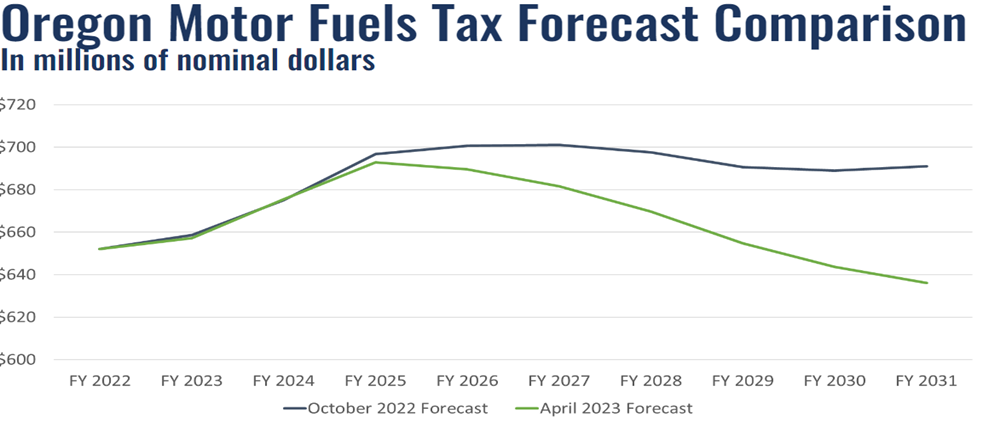 Oregon Motor Fuels Tax Forecast Comparison
In millions of nominal dollars
$720
$700
$680
$660
$640
$620
$600
FY 2022 FY 2023 FY 2024 FY 2025 FY 2026 FY 2027 FY 2028 FY 2029 FY 2030 FY 2031
October 2022 Forecast April 2023 Forecast